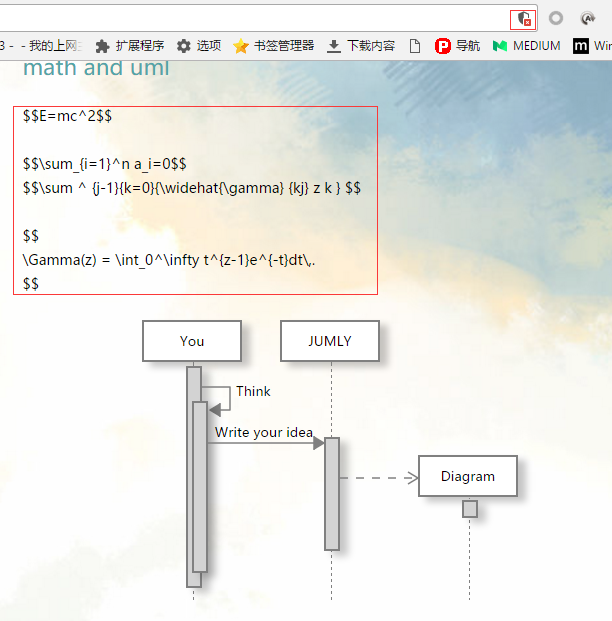 3 - - 我的上网主 扩展程序 选项 书签管理器 下载内容 导航 MEDIUM Win
math and uml
$$E=mc^2$$
$$\sum_{i=1}^n a_i=0$$
$$\sum ^ {j-1}{k=0}{\widehat{\gamma} {kj} z k } $$
$$
\Gamma(z) = \int_0^\infty t^{z-1}e^{-t}dt\,.
$$
You JUMLY
Think
Write your idea
Diagram